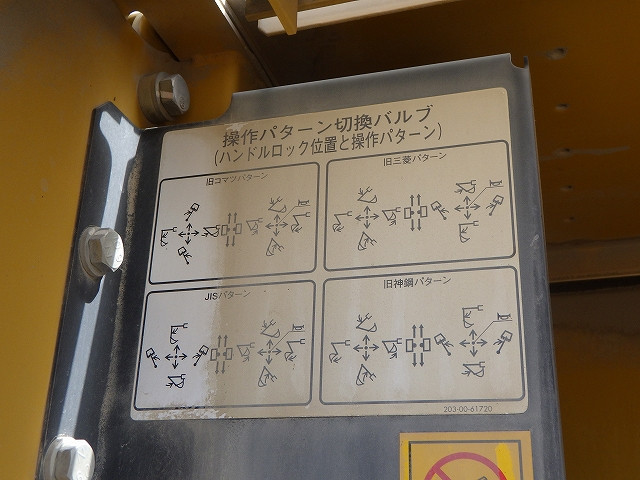 操作パターン切換バルブ
(ハンドルロック位置と操作パターン)
旧コマツパターン
旧三菱パターン
JISパターン
旧神鋼パターン
203-00-61720